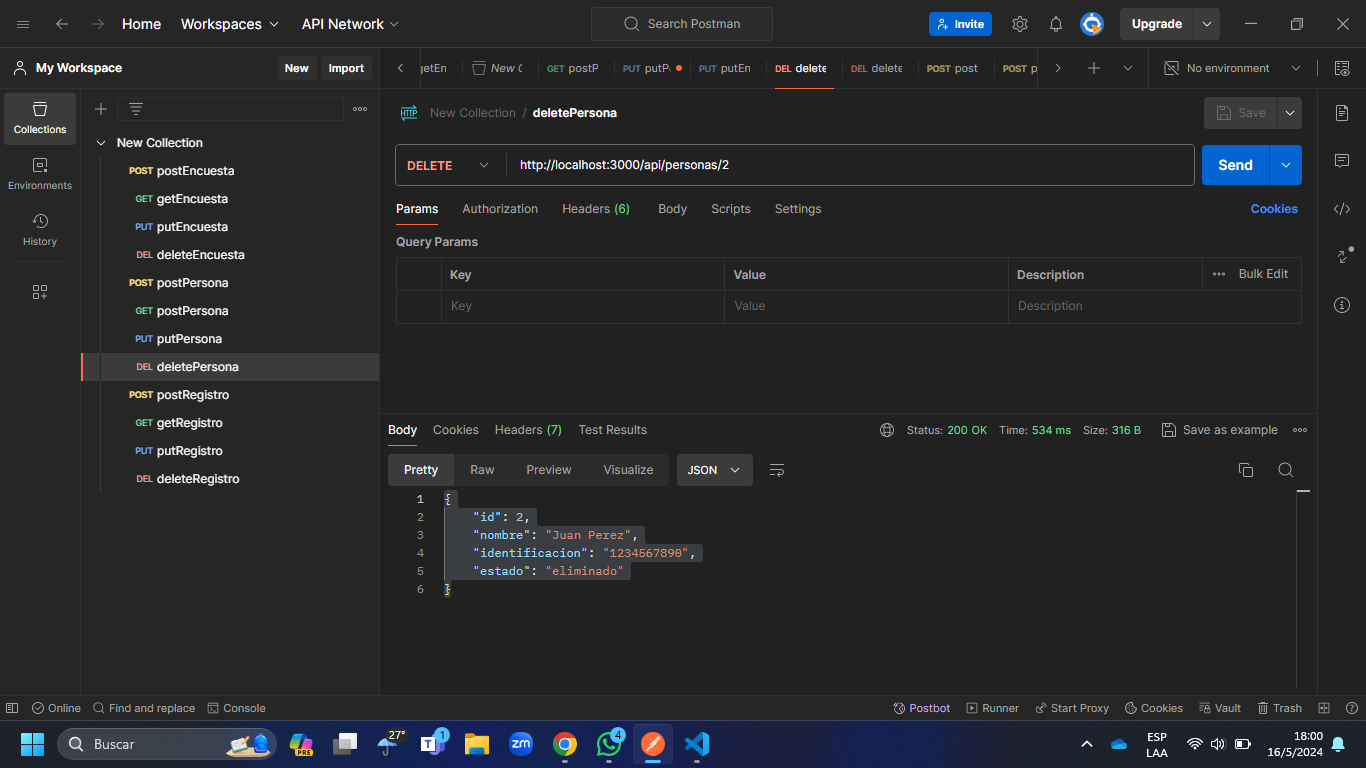 Home Workspaces API Network Search Postman Invite Upgrade
My Workspace New Import
getEn New C GET postP PUT putP PUT putEn DEL delete DEL delete POST post POST p No environment
Collections
Environments
History
New Collection
POST postEncuesta
GET getEncuesta
PUT putEncuesta
DEL deleteEncuesta
POST postPersona
GET postPersona
PUT putPersona
DEL deletePersona
POST postRegistro
GET getRegistro
PUT putRegistro
DEL deleteRegistro
HTTP New Collection / deletePersona Save
DELETE http://localhost:3000/api/personas/2 Send
Params Authorization Headers (6) Body Scripts Settings Cookies
Query Params
Key Value Description Bulk Edit
Key Value Description
Body Cookies Headers (7) Test Results Status: 200 OK Time: 534 ms Size: 316 B Save as example
Pretty Raw Preview Visualize JSON
1 {
2 "id": 2,
3 "nombre": "Juan Perez",
4 "identificacion": "1234567890",
5 "estado": "eliminado"
6 }
Online Find and replace Console Postbot Runner Start Proxy Cookies Vault Trash
Buscar PRE 27° 1 zm 4 ESP 18:00
LAA 16/5/2024